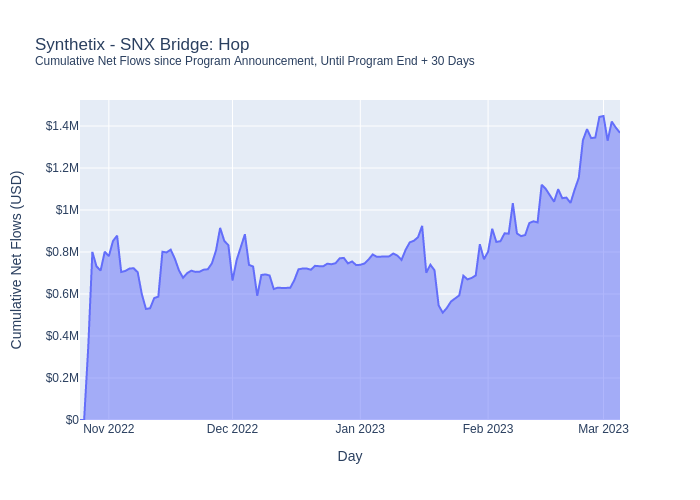 Synthetix - SNX Bridge: Hop
Cumulative Net Flows since Program Announcement, Until Program End + 30 Days
Cumulative Net Flows (USD)
$1.4M
$1.2M
$1M
$0.8M
$0.6M
$0.4M
$0.2M
$0
Nov 2022
Dec 2022
Jan 2023
Feb 2023
Mar 2023
Day